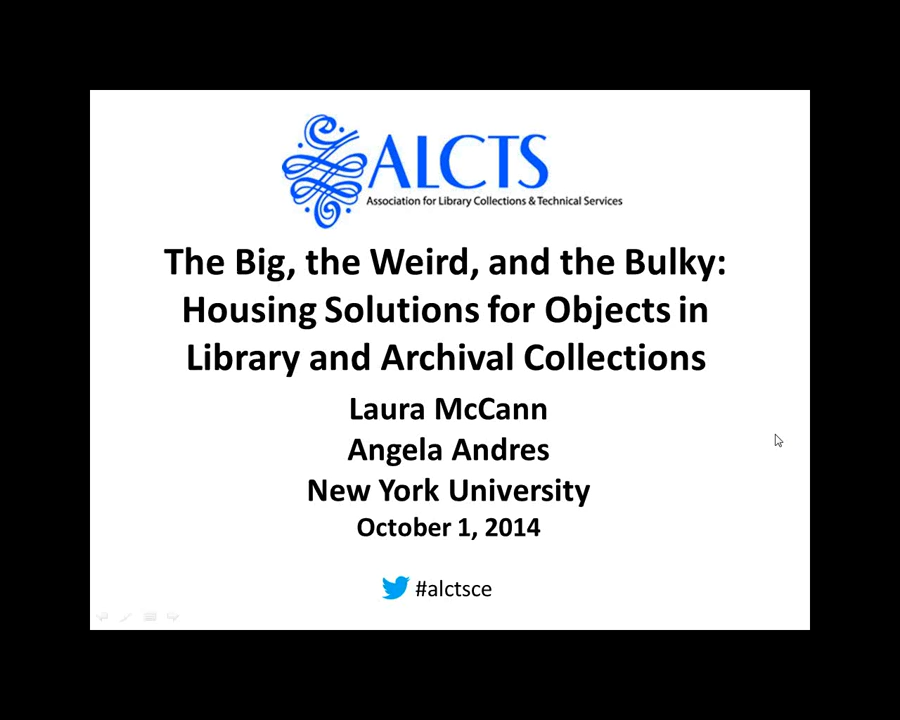 ALCTS
Association for Library Collections & Technical Services
The Big, the Weird, and the Bulky:
Housing Solutions for Objects in
Library and Archival Collections
Laura McCann
Angela Andres
New York University
October 1, 2014
#alctsce